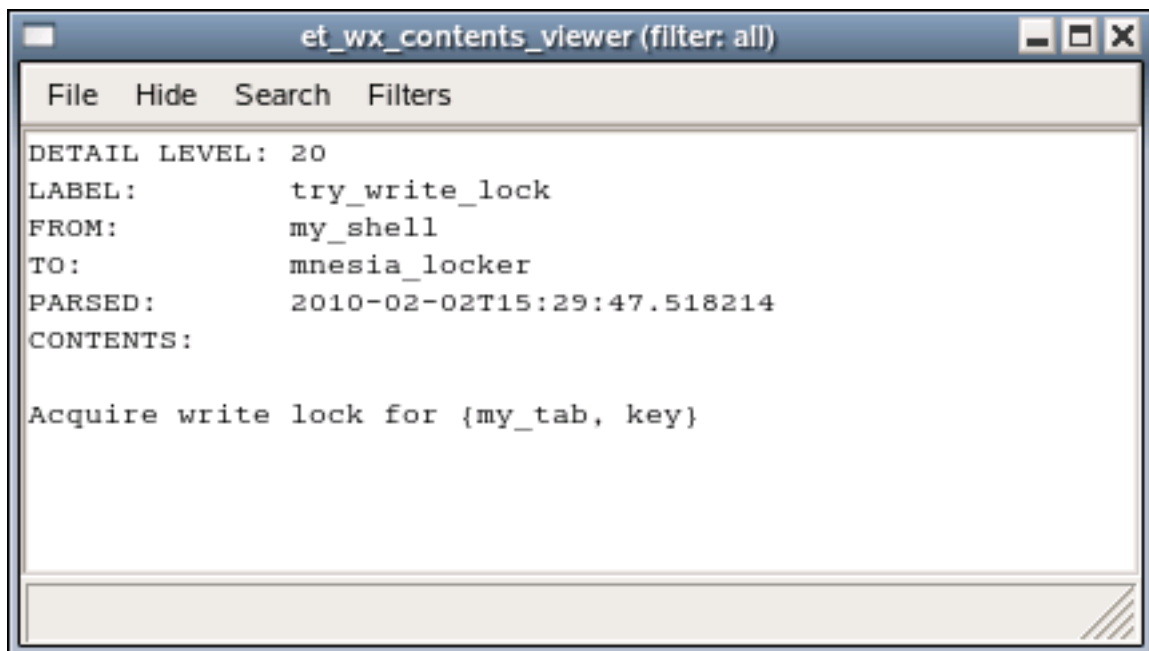 et_wx_contents_viewer (filter: all)
File Hide Search Filters
DETAIL LEVEL: 20
LABEL: try_write_lock
FROM: my_shell
TO: mnesia_locker
PARSED: 2010-02-02T15:29:47.518214
CONTENTS:
Acquire write lock for {my_tab, key}